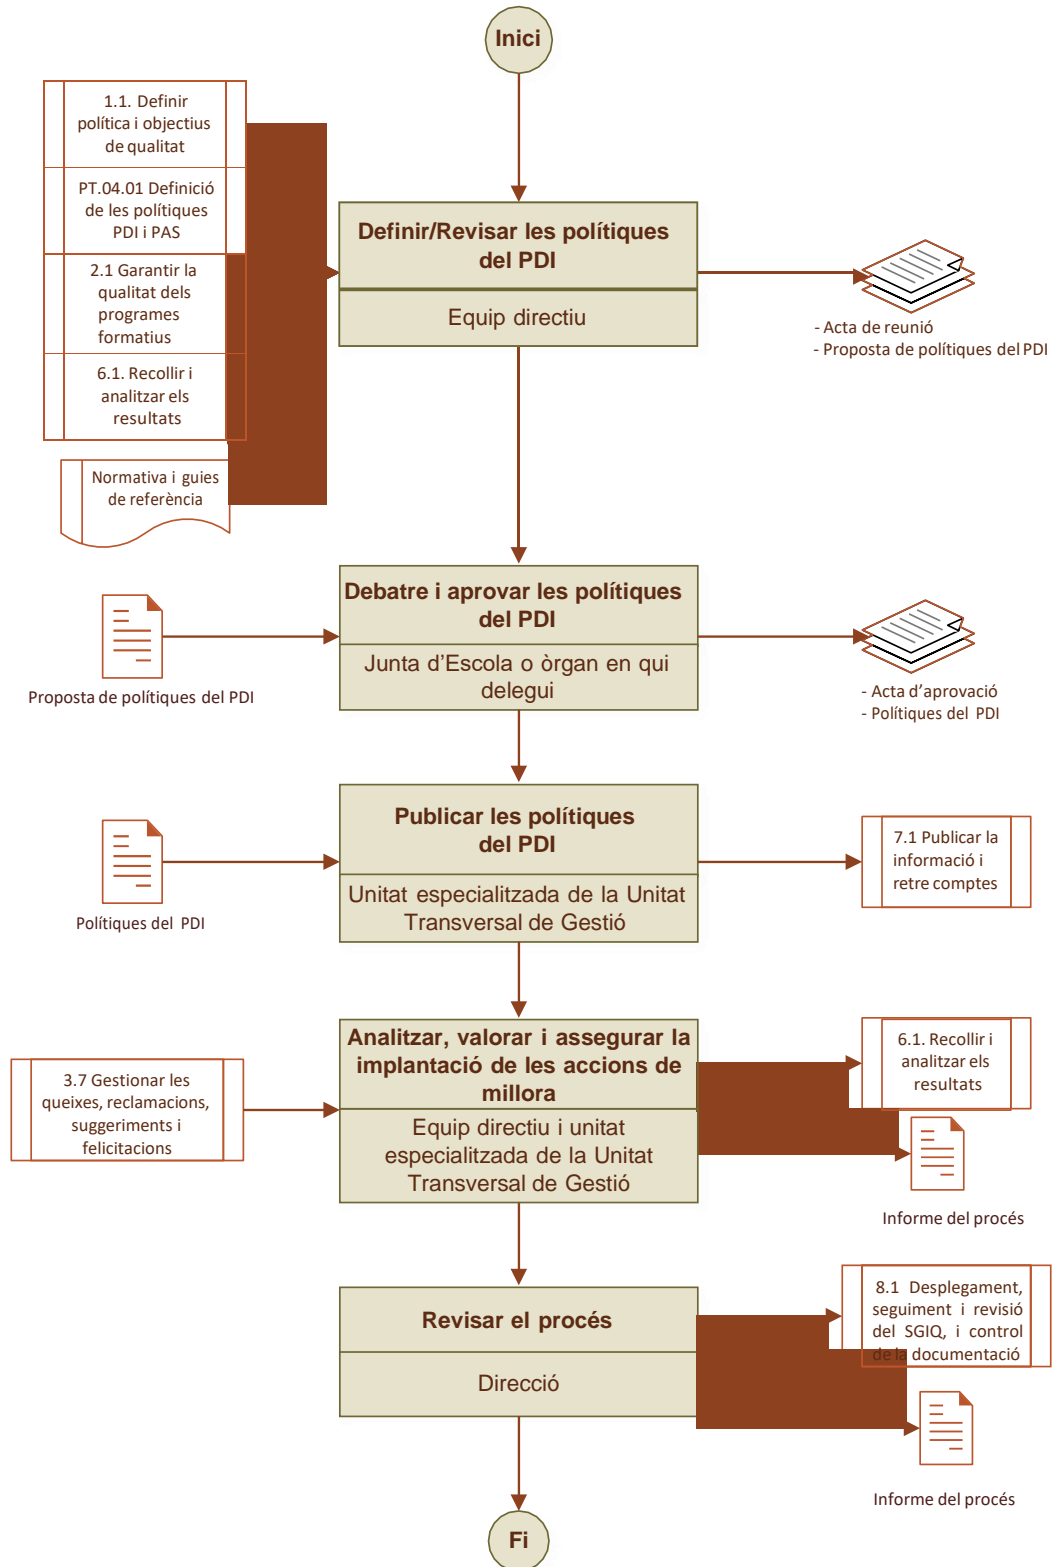 Inici
1.1. Definir
política i objectius
de qualitat
PT.04.01 Definició
de les polítiques
PDI i PAS
2.1 Garantir la
qualitat dels
programes
formatius
6.1. Recollir i
analitzar els
resultats
Normativa i guies
de referència
Definir/Revisar les polítiques
del PDI
Equip directiu
- Acta de reunió
- Proposta de polítiques del PDI
Proposta de polítiques del PDI
Debatre i aprovar les polítiques
del PDI
Junta d'Escola o òrgan en qui
delegui
- Acta d'aprovació
- Polítiques del PDI
Polítiques del PDI
Publicar les polítiques
del PDI
Unitat especialitzada de la Unitat
Transversal de Gestió
7.1 Publicar la
informació i
retre comptes
3.7 Gestionar les
queixes, reclamacions,
suggeriments i
felicitacions
Analitzar, valorar i assegurar la
implantació de les accions de
millora
Equip directiu i unitat
especialitzada de la Unitat
Transversal de Gestió
6.1. Recollir i
analitzar els
resultats
Informe del procés
Revisar el procés
Direcció
8.1 Desplegament,
seguiment i revisió
del SGIQ, i control
de la documentació
Informe del procés
Fi